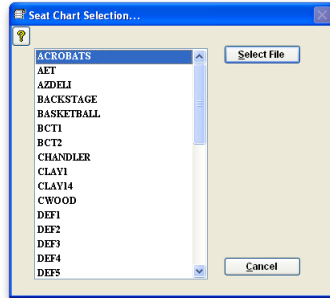 Seat Chart Selection...
?
ACROBATS
Select File
AET
AZDELI
BACKSTAGE
BASKETBALL
BCT1
BCT2
CHANDLER
CLAY1
CLAY14
CWOOD
DEF1
DEF2
DEF3
DEF4
DEF5
Cancel